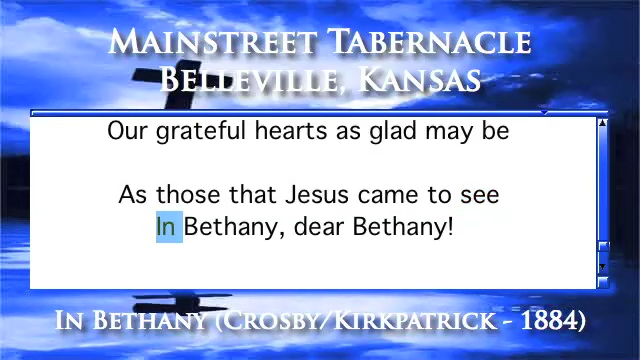 Mainstreet Tabernacle
Belleville, Kansas
Our grateful hearts as glad may be
As those that Jesus came to see
In Bethany, dear Bethany!
In Bethany (Crosby/Kirkpatrick - 1884)